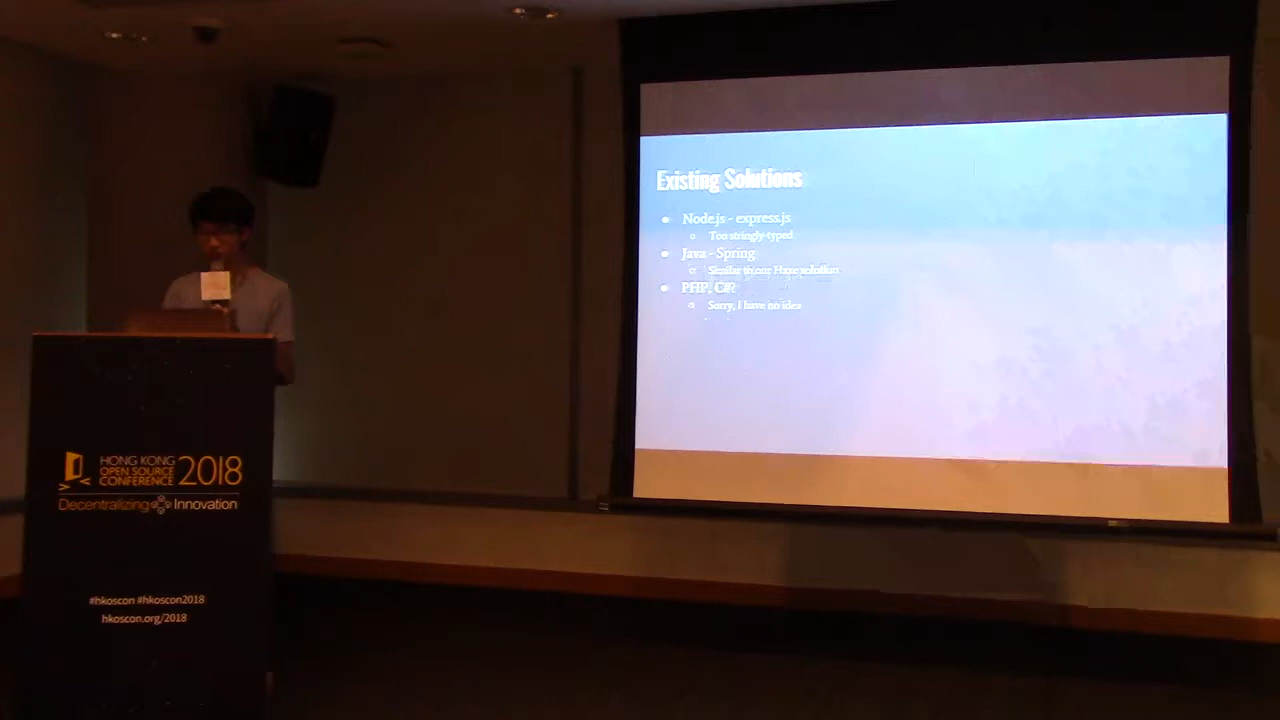 Existing Solutions
Node.js - express.js
Too stringly-typed
Java - Spring
Similar to our Haxe solution
PHP, C#?
Sorry, I have no idea
HONG KONG
OPEN SOURCE
CONFERENCE 2018
Decentralizing Innovation
#hkoscon #hkoscon2018
hkoscon.org/2018